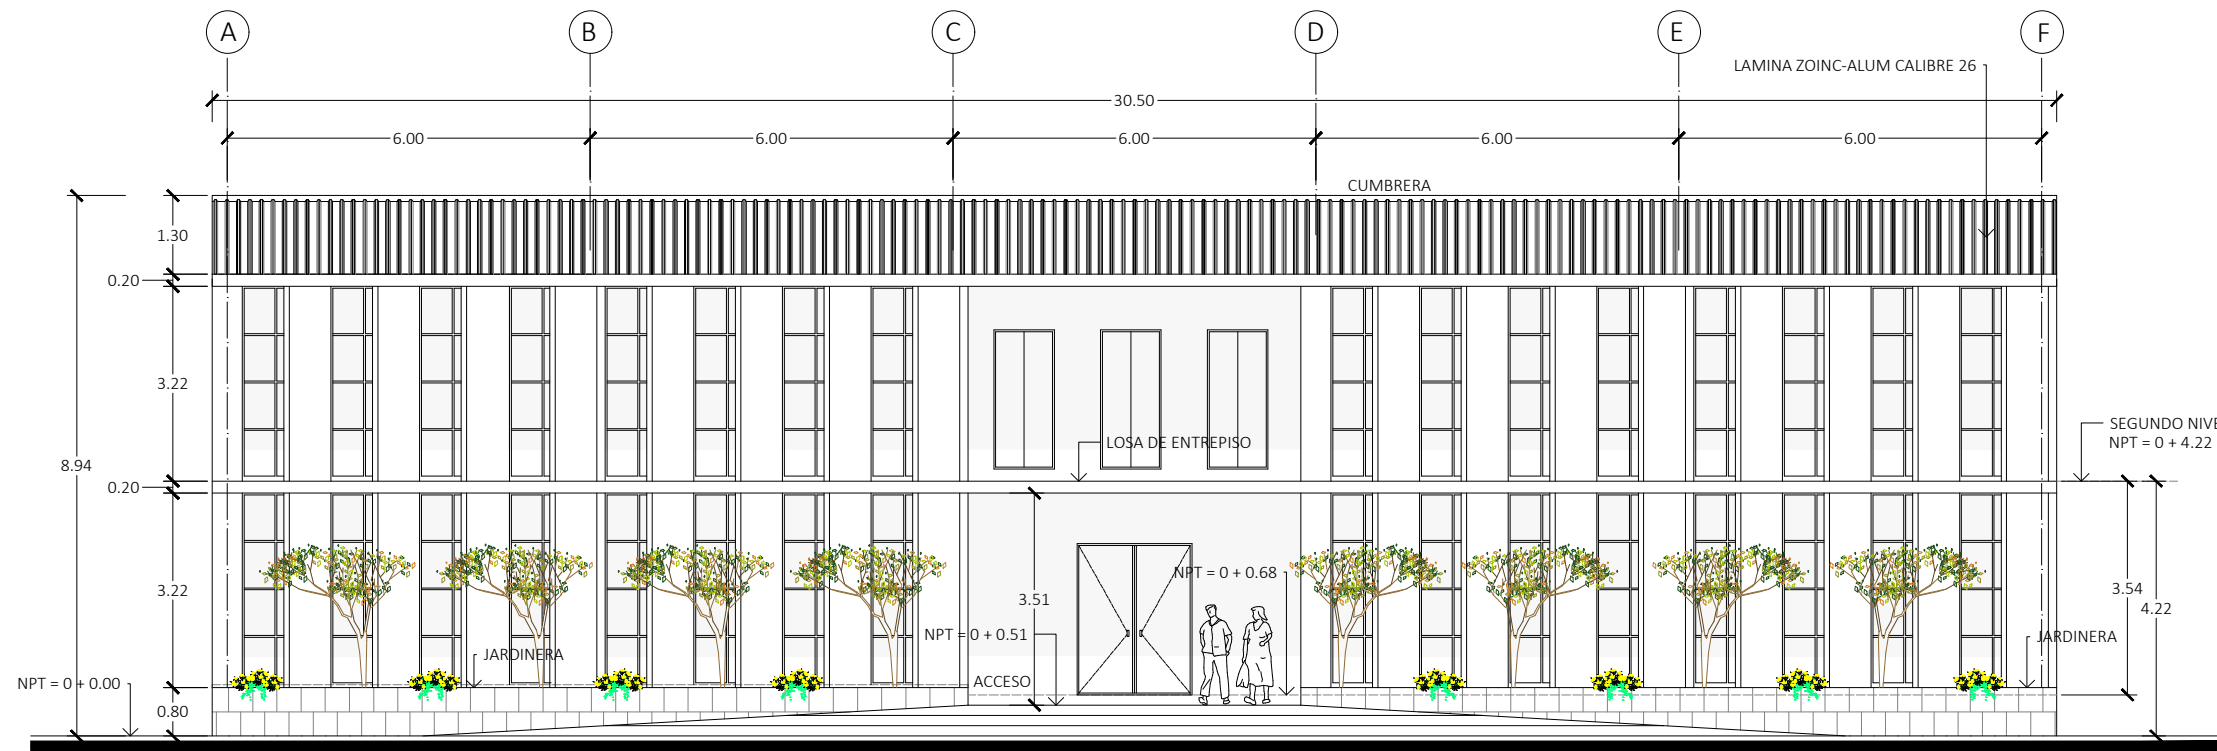 A B C D E F
LAMINA ZOINC-ALUM CALIBRE 26
30.50
6.00 6.00 6.00 6.00 6.00
CUMBRERA
1.30
0.20
3.22
SEGUNDO NIVE
NPT = 0 + 4.22
LOSA DE ENTREPISO
8.94
0.20
NPT = 0 + 0.68
3.22
3.51
3.54
4.22
NPT = 0 + 0.51
JARDINERA
JARDINERA
ACCESO
NPT = 0 + 0.00
0.80